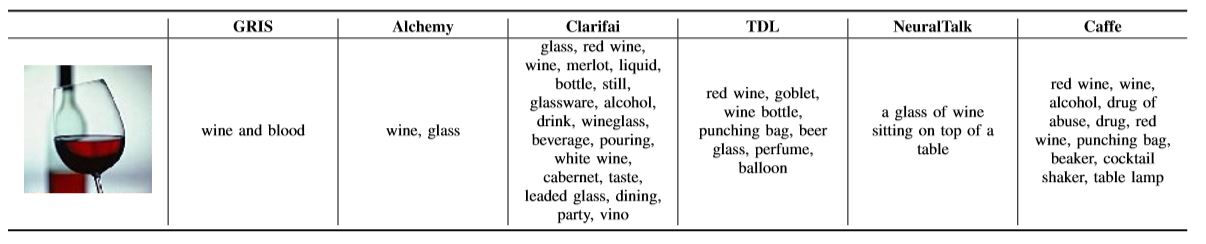 GRIS Alchemy Clarifai TDL NeuralTalk Caffe
wine and blood
wine, glass
glass, red wine,
wine, merlot, liquid,
bottle, still,
glassware, alcohol,
drink, wineglass,
beverage, pouring,
white wine,
cabernet, taste,
leaded glass, dining,
party, vino
red wine, goblet,
wine bottle,
punching bag, beer
glass, perfume,
balloon
a glass of wine
sitting on top of a
table
red wine, wine,
alcohol, drug of
abuse, drug, red
wine, punching bag,
beaker, cocktail
shaker, table lamp